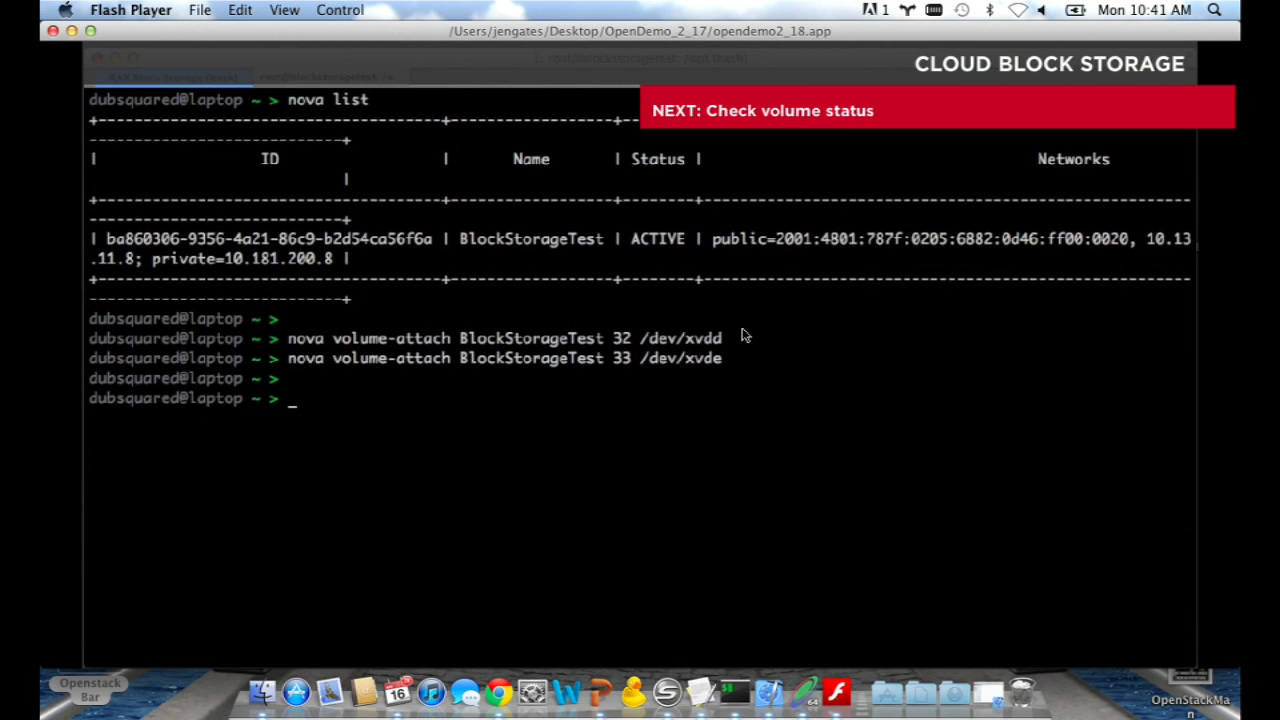 Flash Player File Edit View Control 1 Mon 10:41 AM
/Users/jengates/Desktop/OpenDemo_2_17/opendemo2_18.app
CLOUD BLOCK STORAGE
NEXT: Check volume status
dubsquared@laptop ~ > nova list
+----------------------------------------+-------------------+--
----------------------------+
| ID | Name | Status | Networks
|
+----------------------------------------+-------------------+--------+------------------------------------------------------
----------------------------+
| ba860306-9356-4a21-86c9-b2d54ca56f6a | BlockStorageTest | ACTIVE | public=2001:4801:787f:0205:6882:0d46:ff00:0020, 10.13
.11.8; private=10.181.200.8 |
+----------------------------------------+-------------------+--------+------------------------------------------------------
----------------------------+
dubsquared@laptop ~ >
dubsquared@laptop ~ > nova volume-attach BlockStorageTest 32 /dev/xvdd
dubsquared@laptop ~ > nova volume-attach BlockStorageTest 33 /dev/xvde
dubsquared@laptop ~ >
dubsquared@laptop ~ > _
Openstack
Bar
16
64
OpenStackMa
n